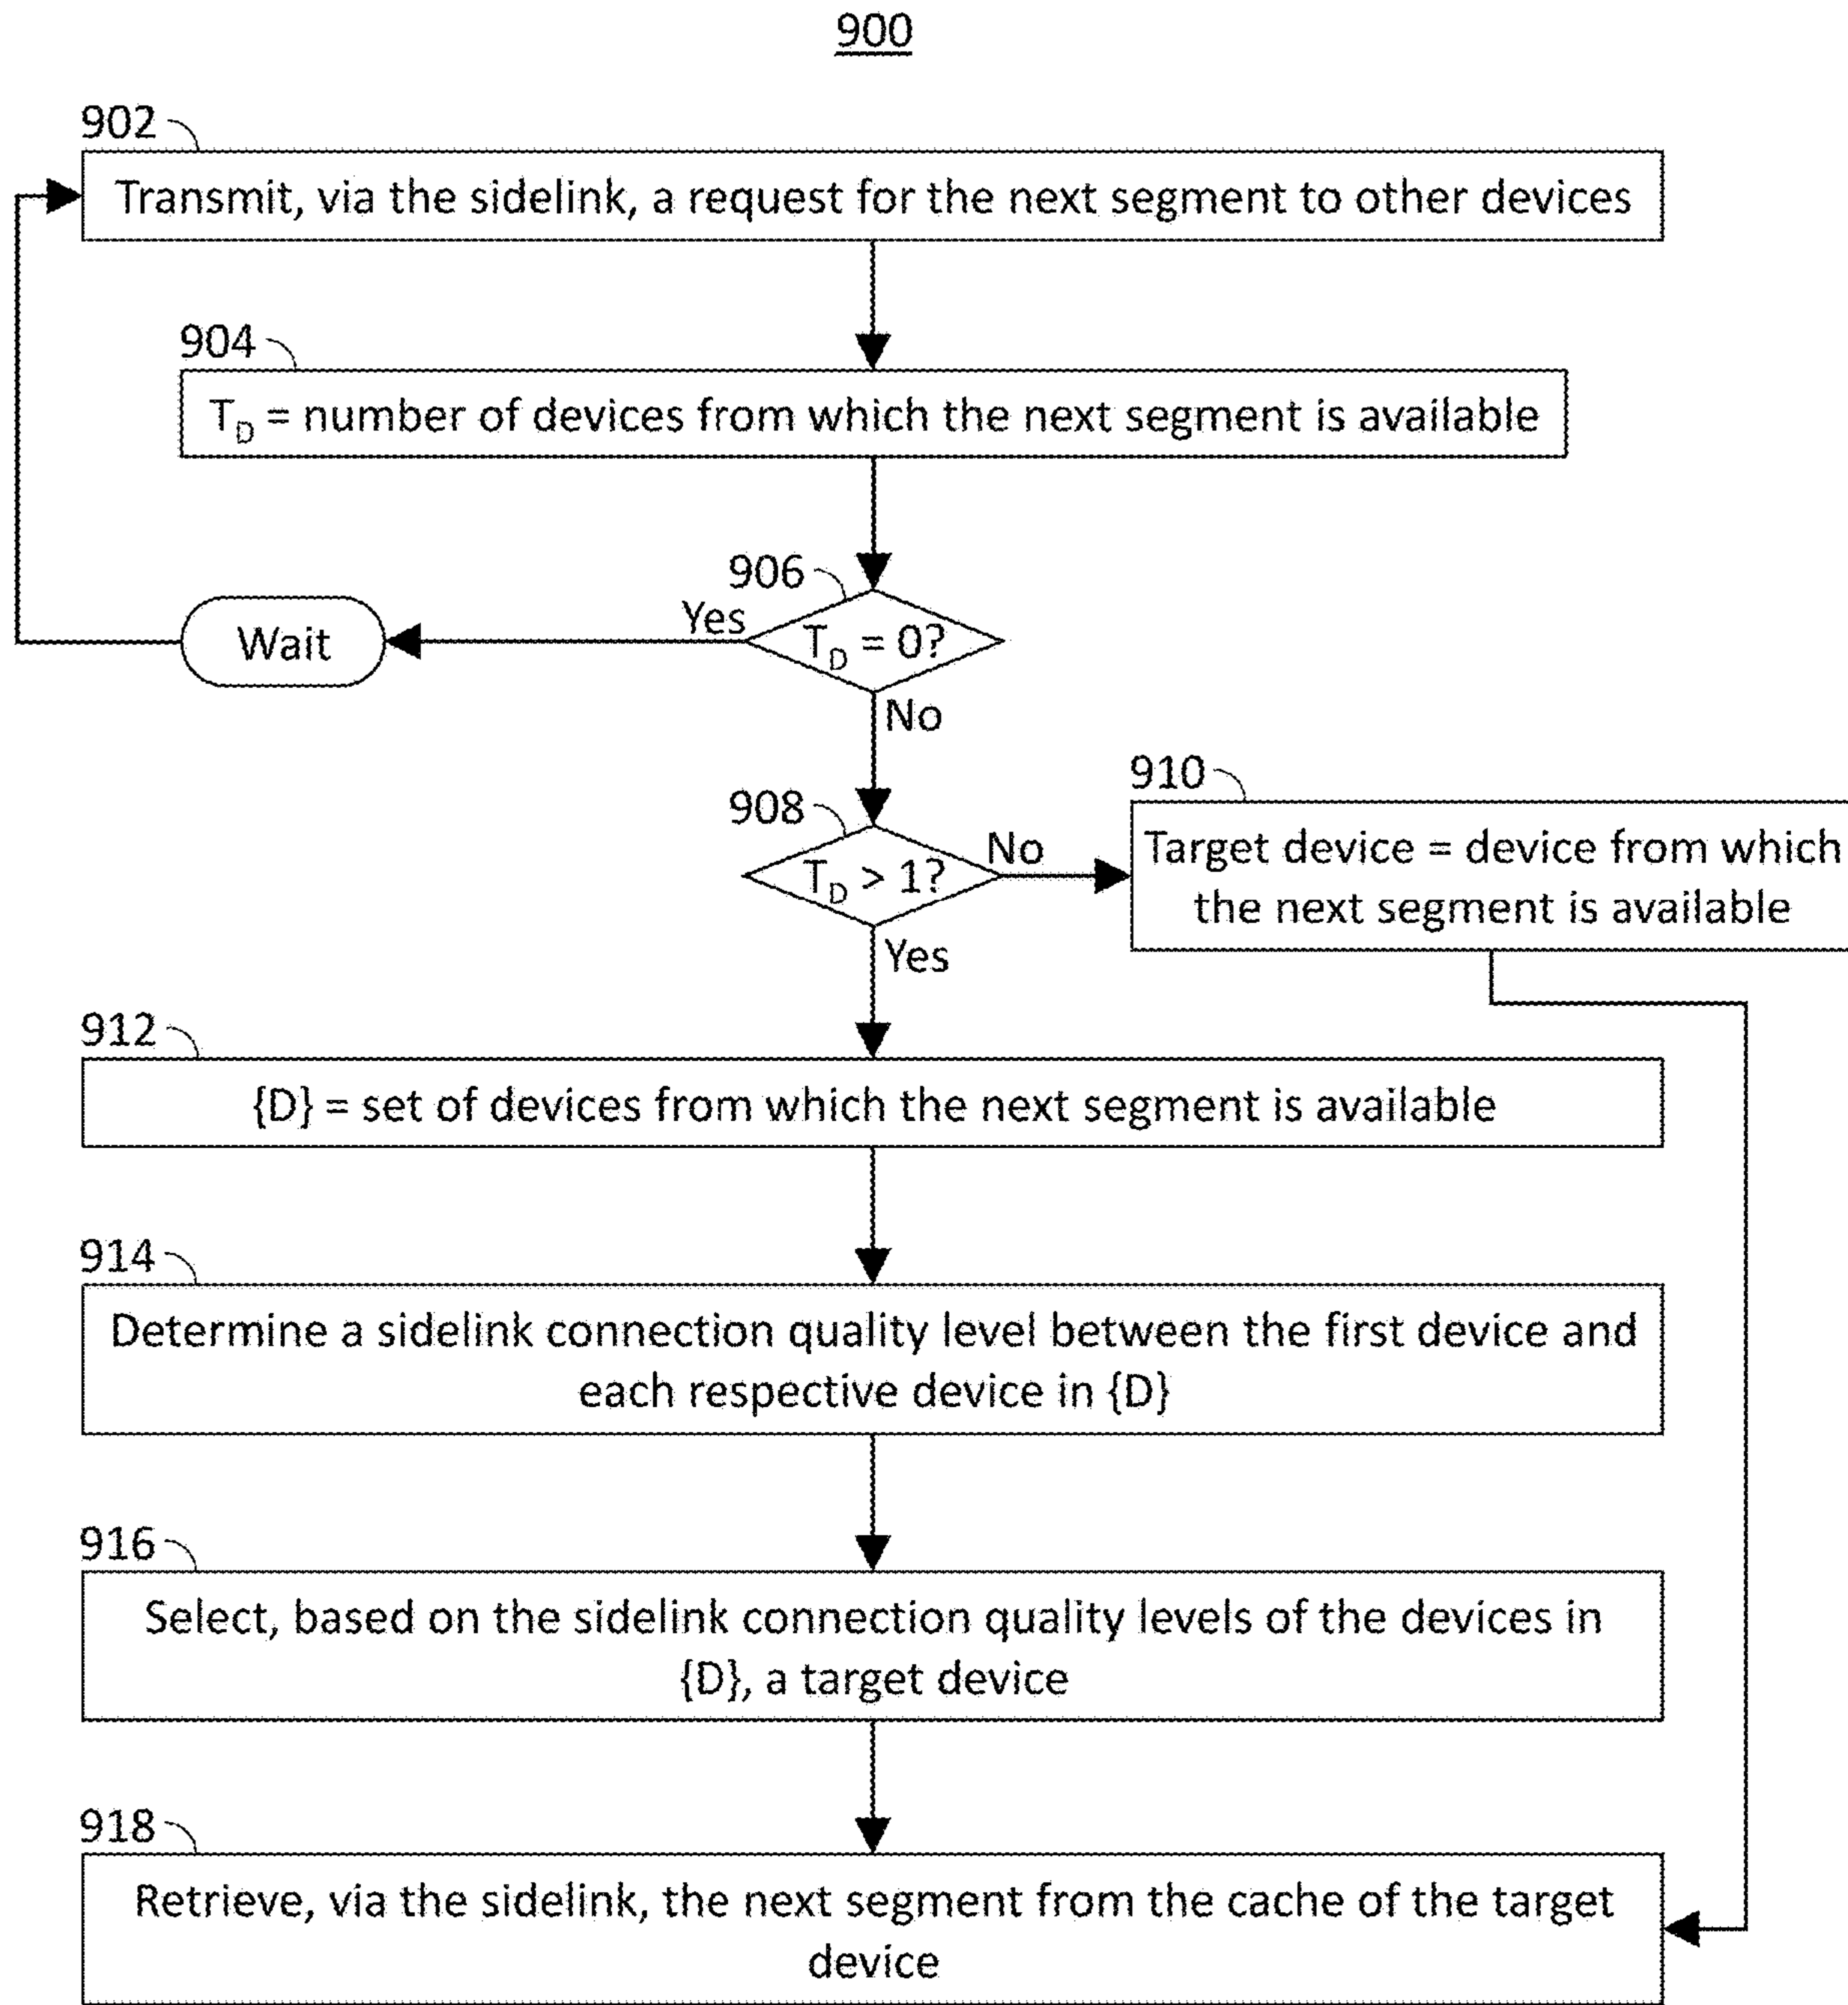 900
902
Transmit, via the sidelink, a request for the next segment to other devices
904
T_D = number of devices from which the next segment is available
906
Yes
T_D = 0?
Wait
No
908
T_D > 1?
No
910
Target device = device from which
the next segment is available
Yes
912
{D} = set of devices from which the next segment is available
914
Determine a sidelink connection quality level between the first device and
each respective device in {D}
916
Select, based on the sidelink connection quality levels of the devices in
{D}, a target device
918
Retrieve, via the sidelink, the next segment from the cache of the target
device